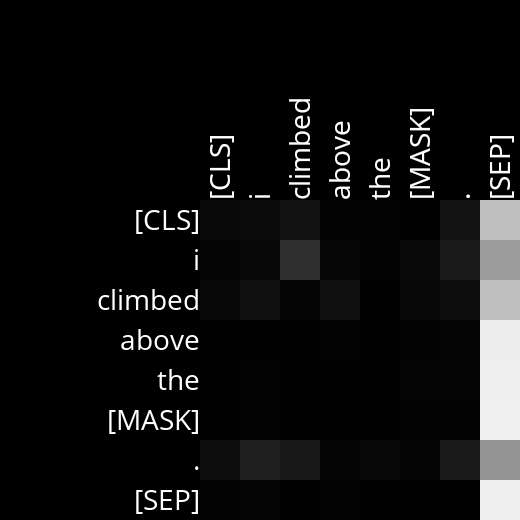 [CLS] i climbed above the [MASK] . [SEP]
[CLS]
i
climbed
above
the
[MASK]
.
[SEP]